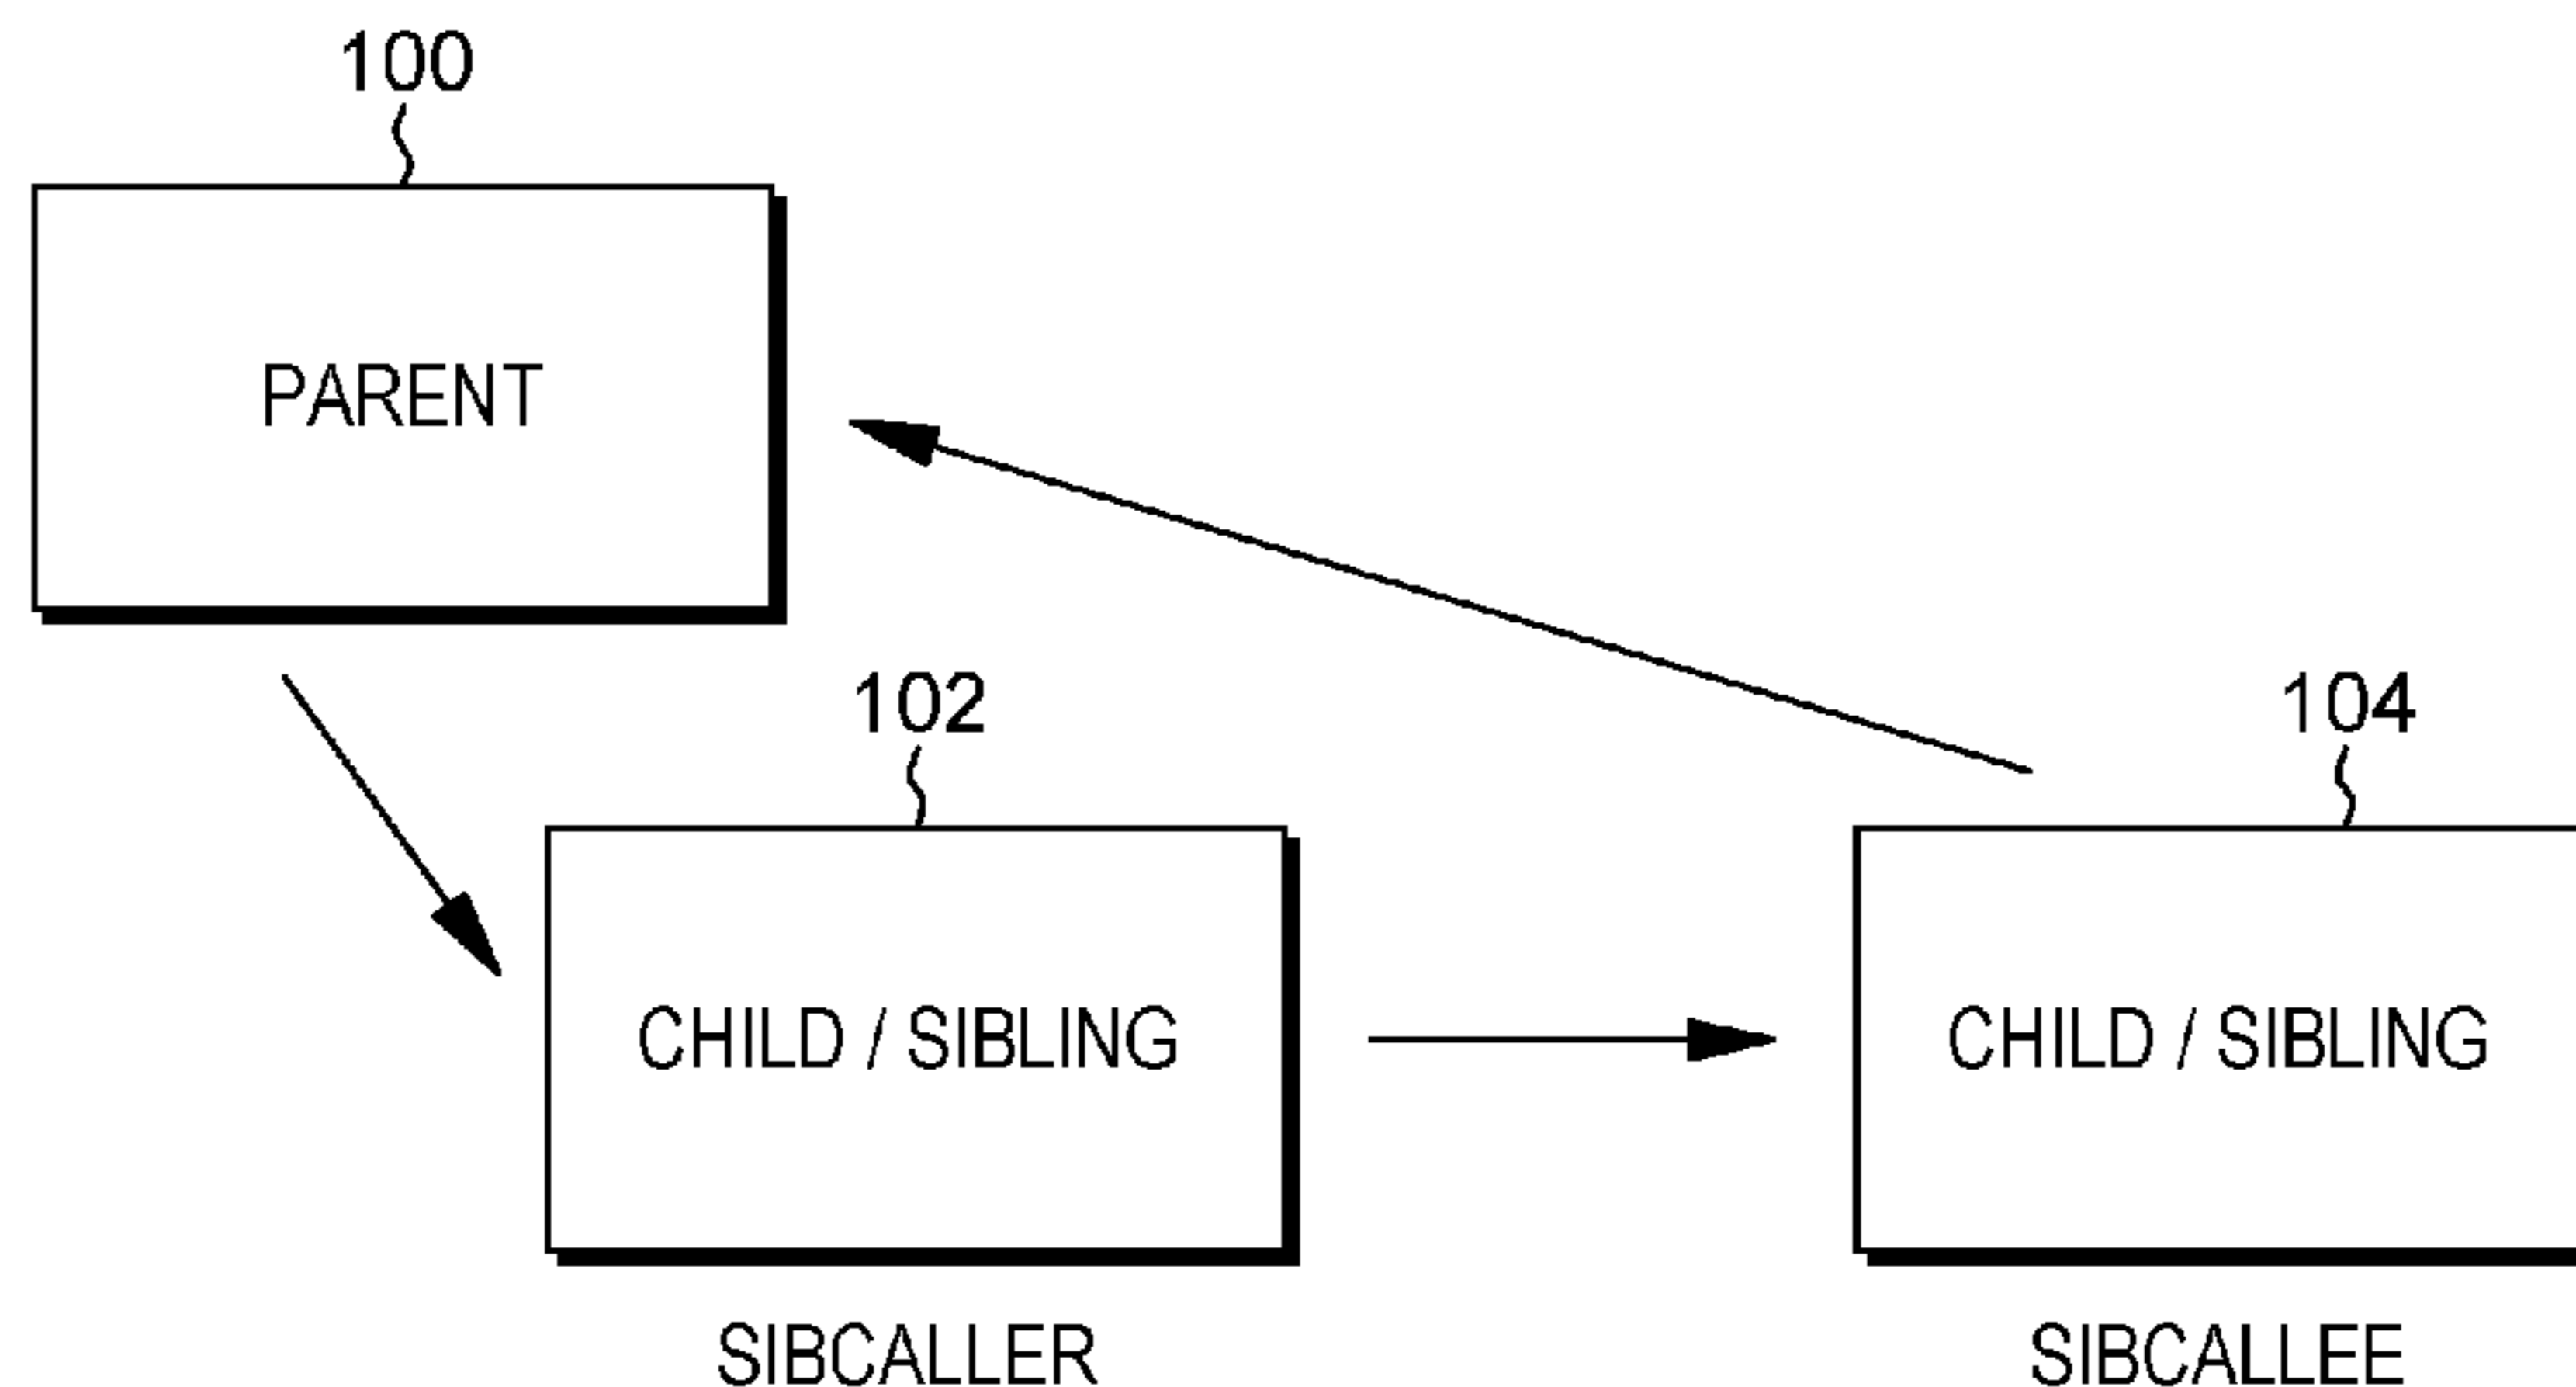 100
PARENT
102
104
CHILD / SIBLING
CHILD / SIBLING
SIBCALLER
SIBCALLEE